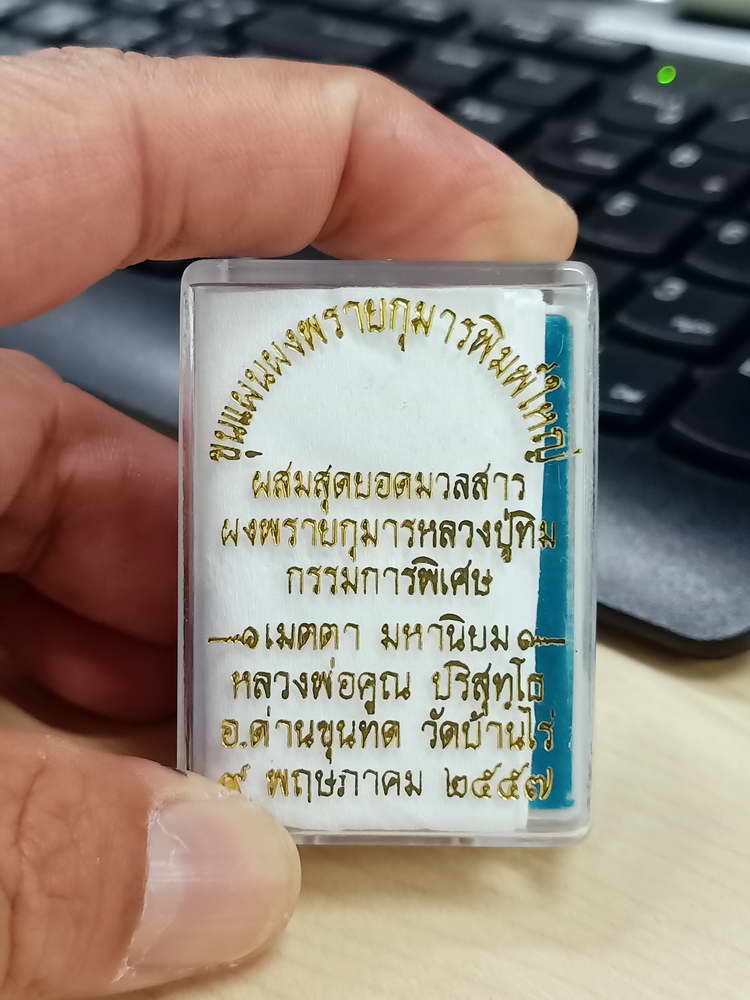 ขุนแผนผงพรายกุมารพิมพ์ใหญ่
ผสมสุดยอดมวลสาร
ผงพรายกุมารหลวงปู่ทิม
กรรมการพิเศษ
เมตตา มหานิยม
หลวงพ่อคูณ ปริสุทฺโธ
อ.ด่านขุนทด วัดบ้านไร่
๙ พฤษภาคม ๒๕๕๗